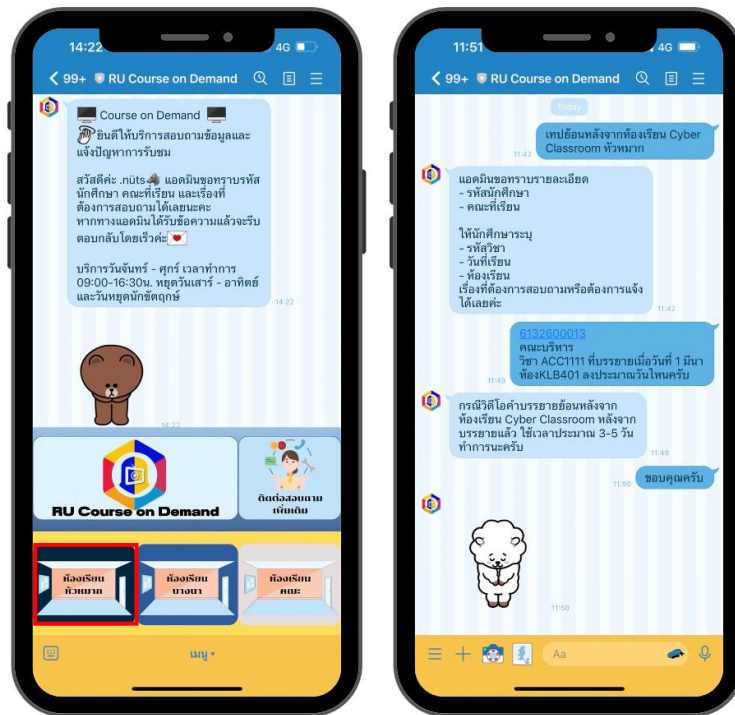 14:22
4G
99+ RU Course on Demand
Course on Demand
ยินดีให้บริการสอบถามข้อมูลและ
แจ้งปัญหาการรับชม
สวัสดีค่ะ .nüts แอดมินขอทราบรหัส
นักศึกษา คณะที่เรียน และเรื่องที่
ต้องการสอบถามได้เลยนะคะ
หากทางแอดมินได้รับข้อความแล้วจะรีบ
ตอบกลับโดยเร็วค่ะ
บริการวันจันทร์ - ศุกร์ เวลาทำการ
09:00-16:30น. หยุดวันเสาร์ - อาทิตย์
และวันหยุดนักขัตฤกษ์
14:22
14:22
RU Course on Demand
ติดต่อสอบถาม
เพิ่มเติม
ห้องเรียน
หัวหมาก
ห้องเรียน
บางนา
ห้องเรียน
คณะ
เมนู
11:51
4G
99+ RU Course on Demand
Today
เทปย้อนหลังจากห้องเรียน Cyber
Classroom หัวหมาก
11:42
แอดมินขอทราบรายละเอียด
- รหัสนักศึกษา
- คณะที่เรียน
ให้นักศึกษาระบุ
- รหัสวิชา
- วันที่เรียน
- ห้องเรียน
เรื่องที่ต้องการสอบถามหรือต้องการแจ้ง
ได้เลยค่ะ
11:42
6132600013
คณะบริหาร
วิชา ACC1111 ที่บรรยายเมื่อวันที่ 1 มีนา
ห้องKLB401 ลงประมาณวันไหนครับ
11:49
กรณีวิดีโอคำบรรยายย้อนหลังจาก
ห้องเรียน Cyber Classroom หลังจาก
บรรยายแล้ว ใช้เวลาประมาณ 3-5 วัน
ทำการนะครับ
11:49
ขอบคุณครับ
11:50
11:50
Aa